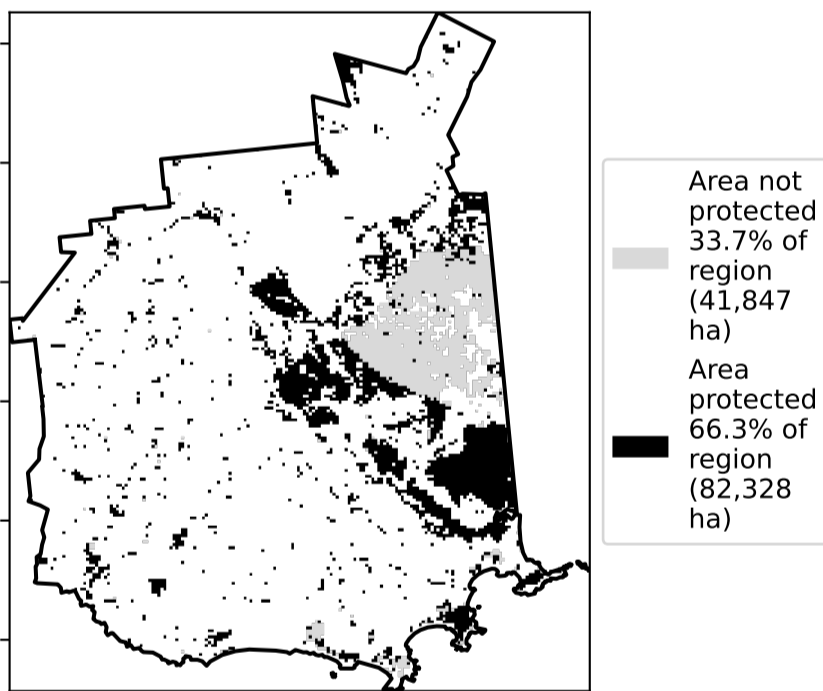 Area not
protected
33.7% of
region
(41,847
ha)
Area
protected
66.3% of
region
(82,328
ha)